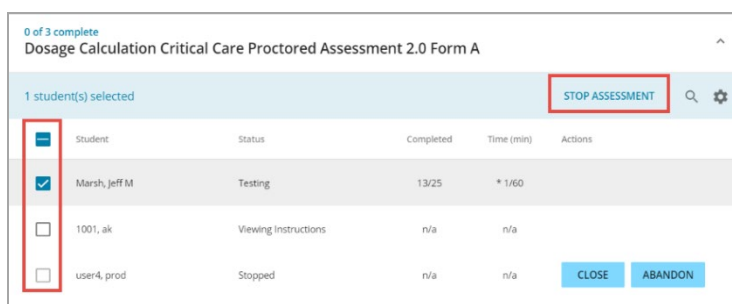 0 of 3 complete
Dosage Calculation Critical Care Proctored Assessment 2.0 Form A
1 student(s) selected STOP ASSESSMENT
Student Status Completed Time (min) Actions
Marsh, Jeff M Testing 13/25 * 1/60
1001, ak Viewing Instructions n/a n/a
user4, prod Stopped n/a n/a CLOSE ABANDON